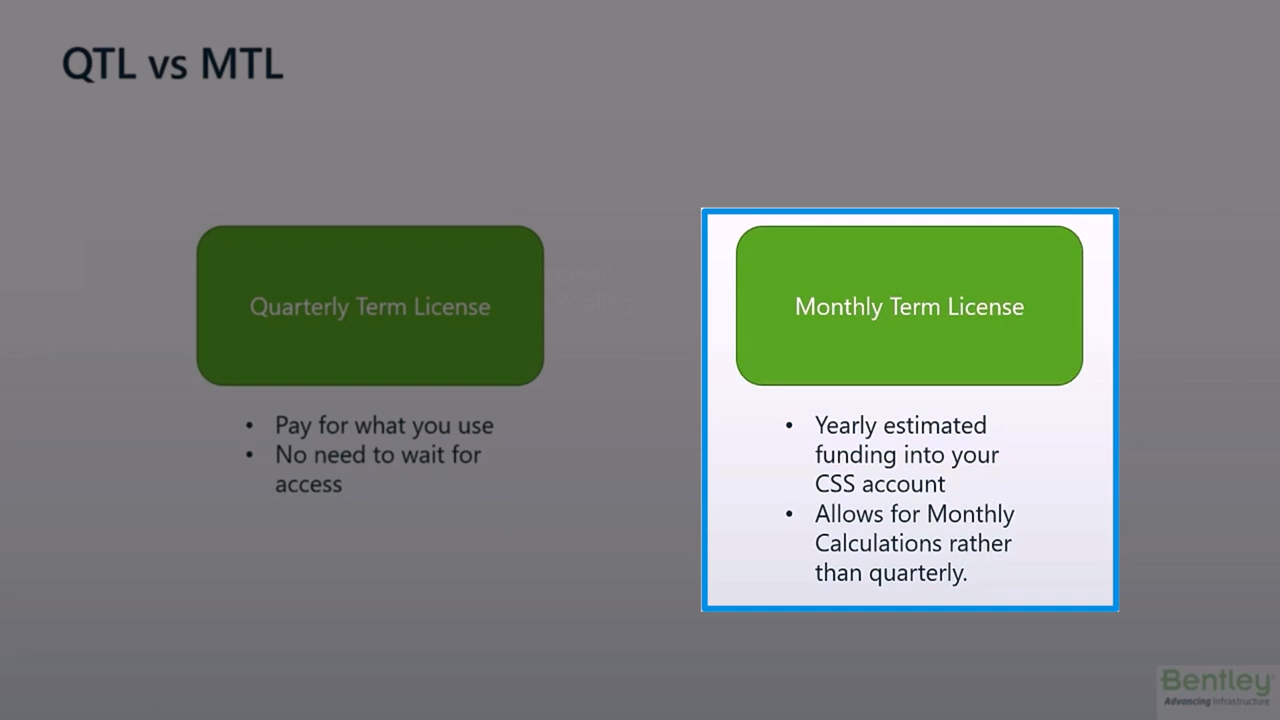 QTL vs MTL
Quarterly Term License
• Pay for what you use
• No need to wait for
access
Monthly Term License
• Yearly estimated
funding into your
CSS account
• Allows for Monthly
Calculations rather
than quarterly.
Bentley
Advancing Infrastructure